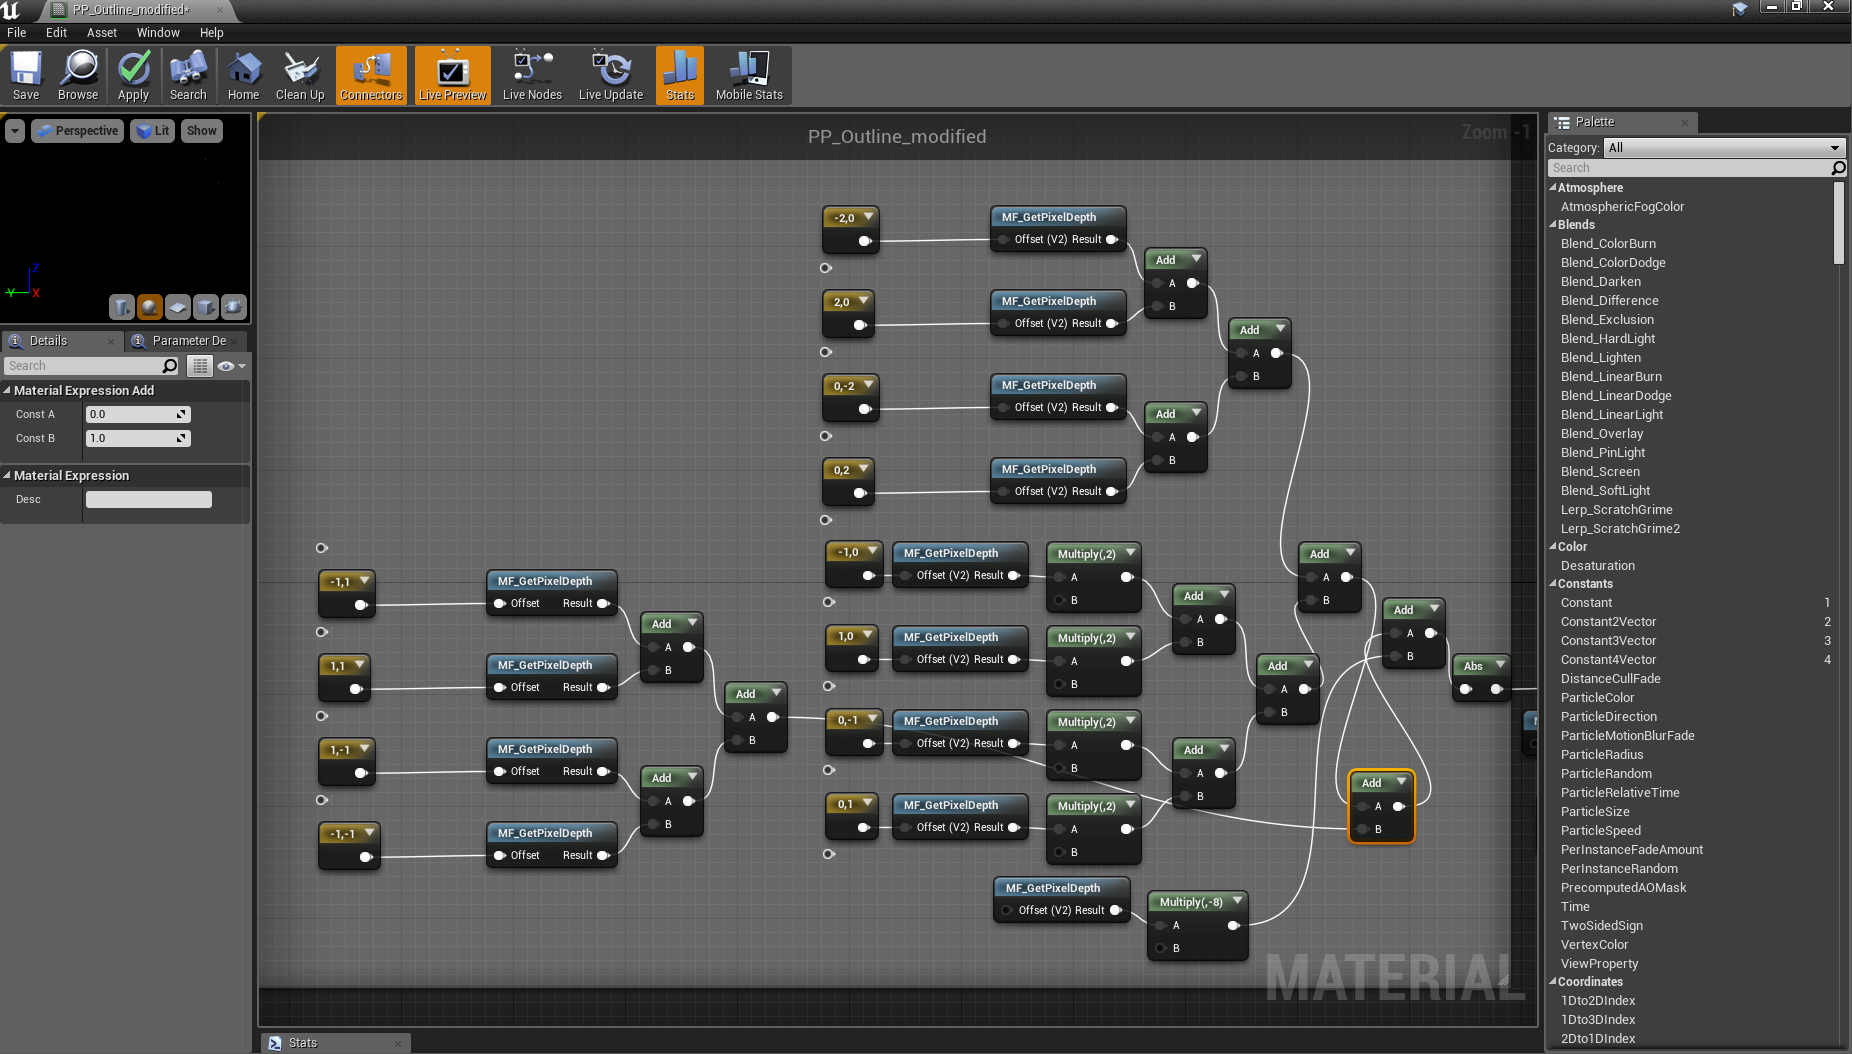 PP_Outline_modified*
File Edit Asset Window Help
Save Browse Apply Search Home Clean Up Connectors Live Preview Live Nodes Live Update Stats Mobile Stats
Perspective Lit Show
Z
Y X
Details Parameter De
Search
Material Expression Add
Const A 0.0
Const B 1.0
Material Expression
Desc
PP_Outline_modified
Zoom -1
-2,0
MF_GetPixelDepth
Offset (V2) Result
Add
A
B
2,0
MF_GetPixelDepth
Offset (V2) Result
Add
A
B
0,-2
MF_GetPixelDepth
Offset (V2) Result
Add
A
B
0,2
MF_GetPixelDepth
Offset (V2) Result
-1,0
MF_GetPixelDepth
Offset (V2) Result
Multiply(,2)
A
B
Add
A
B
1,0
MF_GetPixelDepth
Offset (V2) Result
Multiply(,2)
A
B
Add
A
B
0,-1
MF_GetPixelDepth
Offset (V2) Result
Multiply(,2)
A
B
Add
A
B
0,1
MF_GetPixelDepth
Offset (V2) Result
Multiply(,2)
A
B
Add
A
B
Add
A
B
Abs
Add
A
B
MF_GetPixelDepth
Offset (V2) Result
Multiply(,-8)
A
B
-1,1
MF_GetPixelDepth
Offset Result
Add
A
B
1,1
MF_GetPixelDepth
Offset Result
Add
A
B
1,-1
MF_GetPixelDepth
Offset Result
Add
A
B
-1,-1
MF_GetPixelDepth
Offset Result
MATERIAL
Stats
Palette
Category: All
Search
Atmosphere
AtmosphericFogColor
Blends
Blend_ColorBurn
Blend_ColorDodge
Blend_Darken
Blend_Difference
Blend_Exclusion
Blend_HardLight
Blend_Lighten
Blend_LinearBurn
Blend_LinearDodge
Blend_LinearLight
Blend_Overlay
Blend_PinLight
Blend_Screen
Blend_SoftLight
Lerp_ScratchGrime
Lerp_ScratchGrime2
Color
Desaturation
Constants
Constant 1
Constant2Vector 2
Constant3Vector 3
Constant4Vector 4
DistanceCullFade
ParticleColor
ParticleDirection
ParticleMotionBlurFade
ParticleRadius
ParticleRandom
ParticleRelativeTime
ParticleSize
ParticleSpeed
PerInstanceFadeAmount
PerInstanceRandom
PrecomputedAOMask
Time
TwoSidedSign
VertexColor
ViewProperty
Coordinates
1Dto2DIndex
1Dto3DIndex
2Dto1DIndex